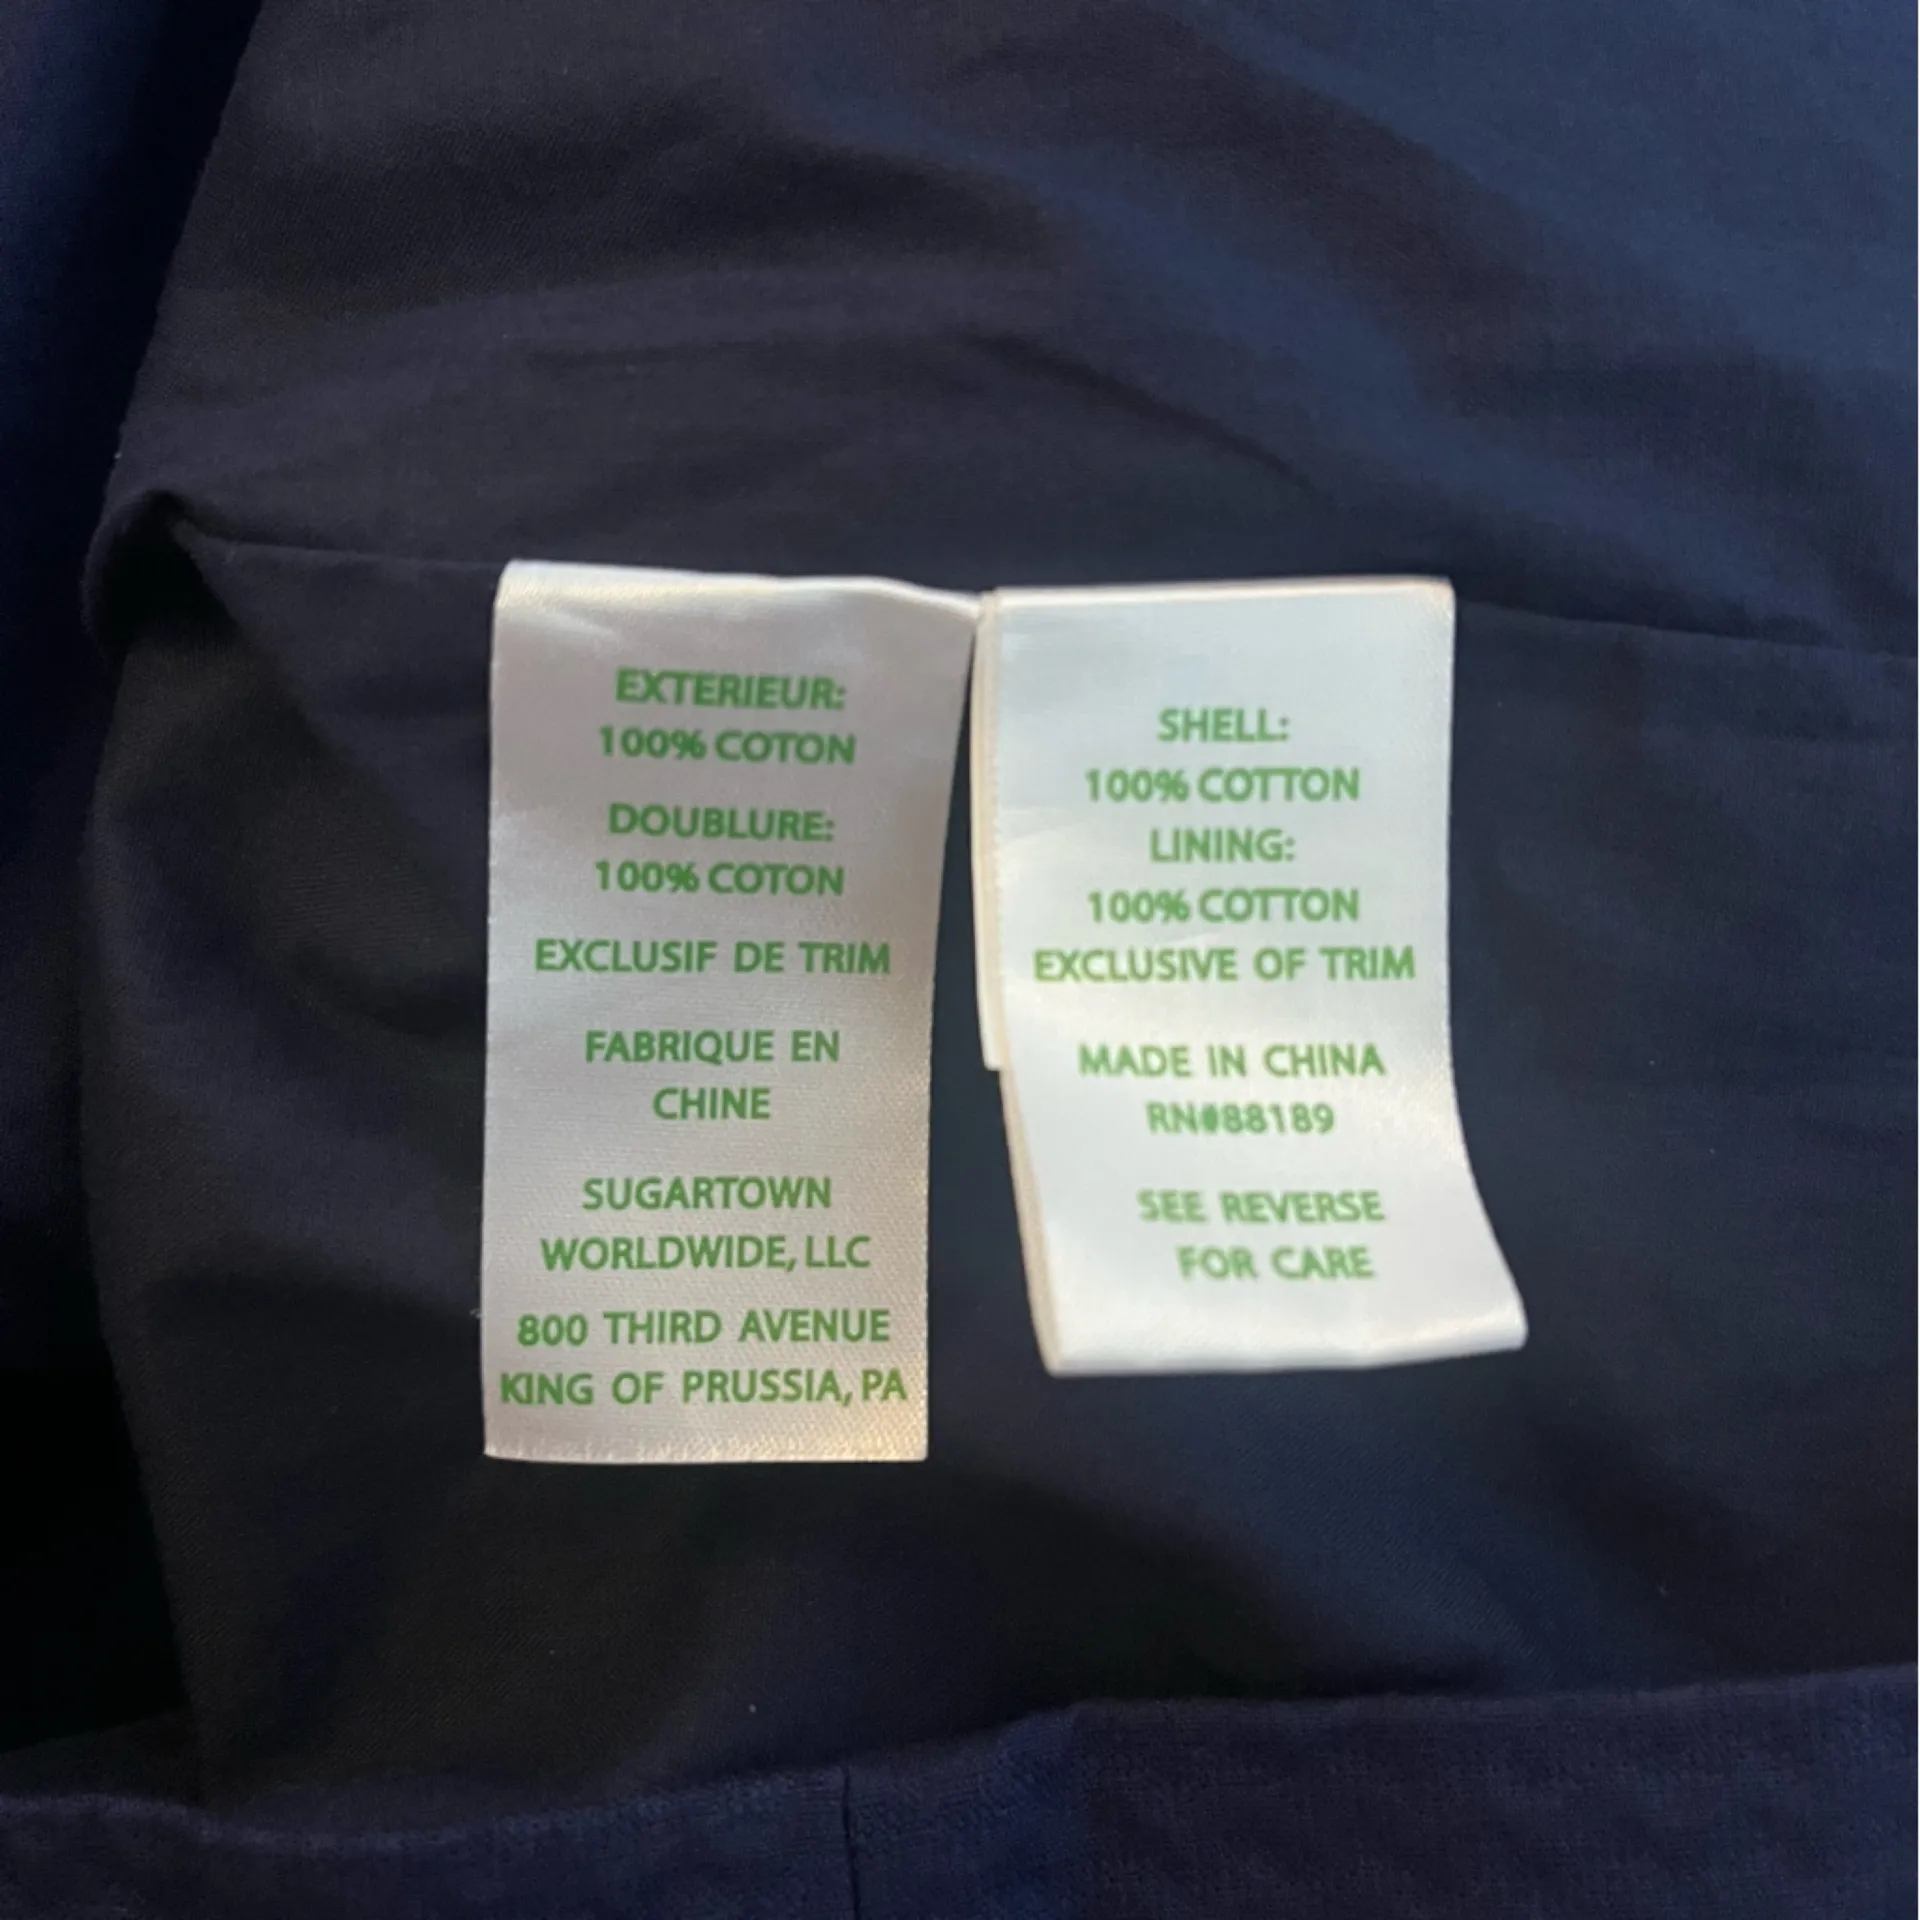 EXTERIEUR:
100% COTON
DOUBLURE:
100% COTON
EXCLUSIF DE TRIM
FABRIQUE EN
CHINE
SUGARTOWN
WORLDWIDE, LLC
800 THIRD AVENUE
KING OF PRUSSIA, PA
SHELL:
100% COTTON
LINING:
100% COTTON
EXCLUSIVE OF TRIM
MADE IN CHINA
RN#88189
SEE REVERSE
FOR CARE